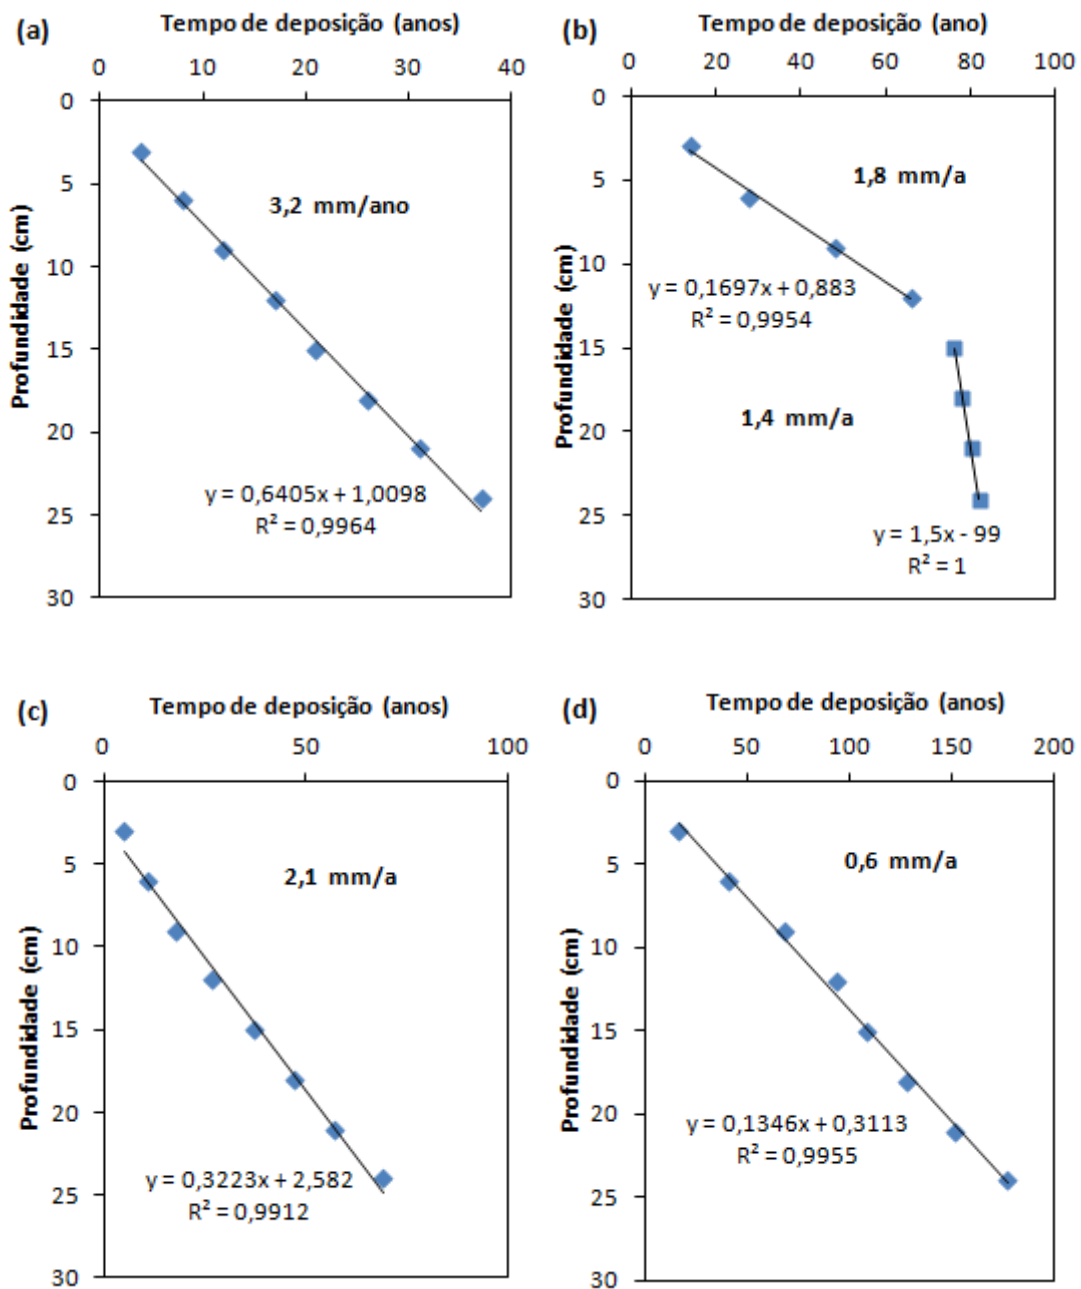 (a)
Tempo de deposição (anos)
0 10 20 30 40
0
5
10
15
20
25
30
Profundidade (cm)
3,2 mm/ano
y = 0,6405x + 1,0098
R² = 0,9964
(b)
Tempo de deposição (ano)
0 20 40 60 80 100
0
5
10
15
20
25
30
Profundidade (cm)
1,8 mm/a
y = 0,1697x + 0,883
R² = 0,9954
1,4 mm/a
y = 1,5x - 99
R² = 1
(c)
Tempo de deposição (anos)
0 50 100
0
5
10
15
20
25
30
Profundidade (cm)
2,1 mm/a
y = 0,3223x + 2,582
R² = 0,9912
(d)
Tempo de deposição (anos)
0 50 100 150 200
0
5
10
15
20
25
30
Profundidade (cm)
0,6 mm/a
y = 0,1346x + 0,3113
R² = 0,9955